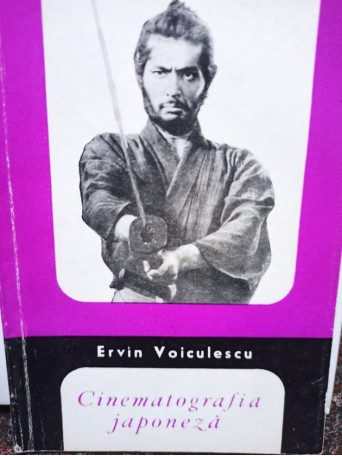 Ervin Voiculescu
Cinematografia
japoneză